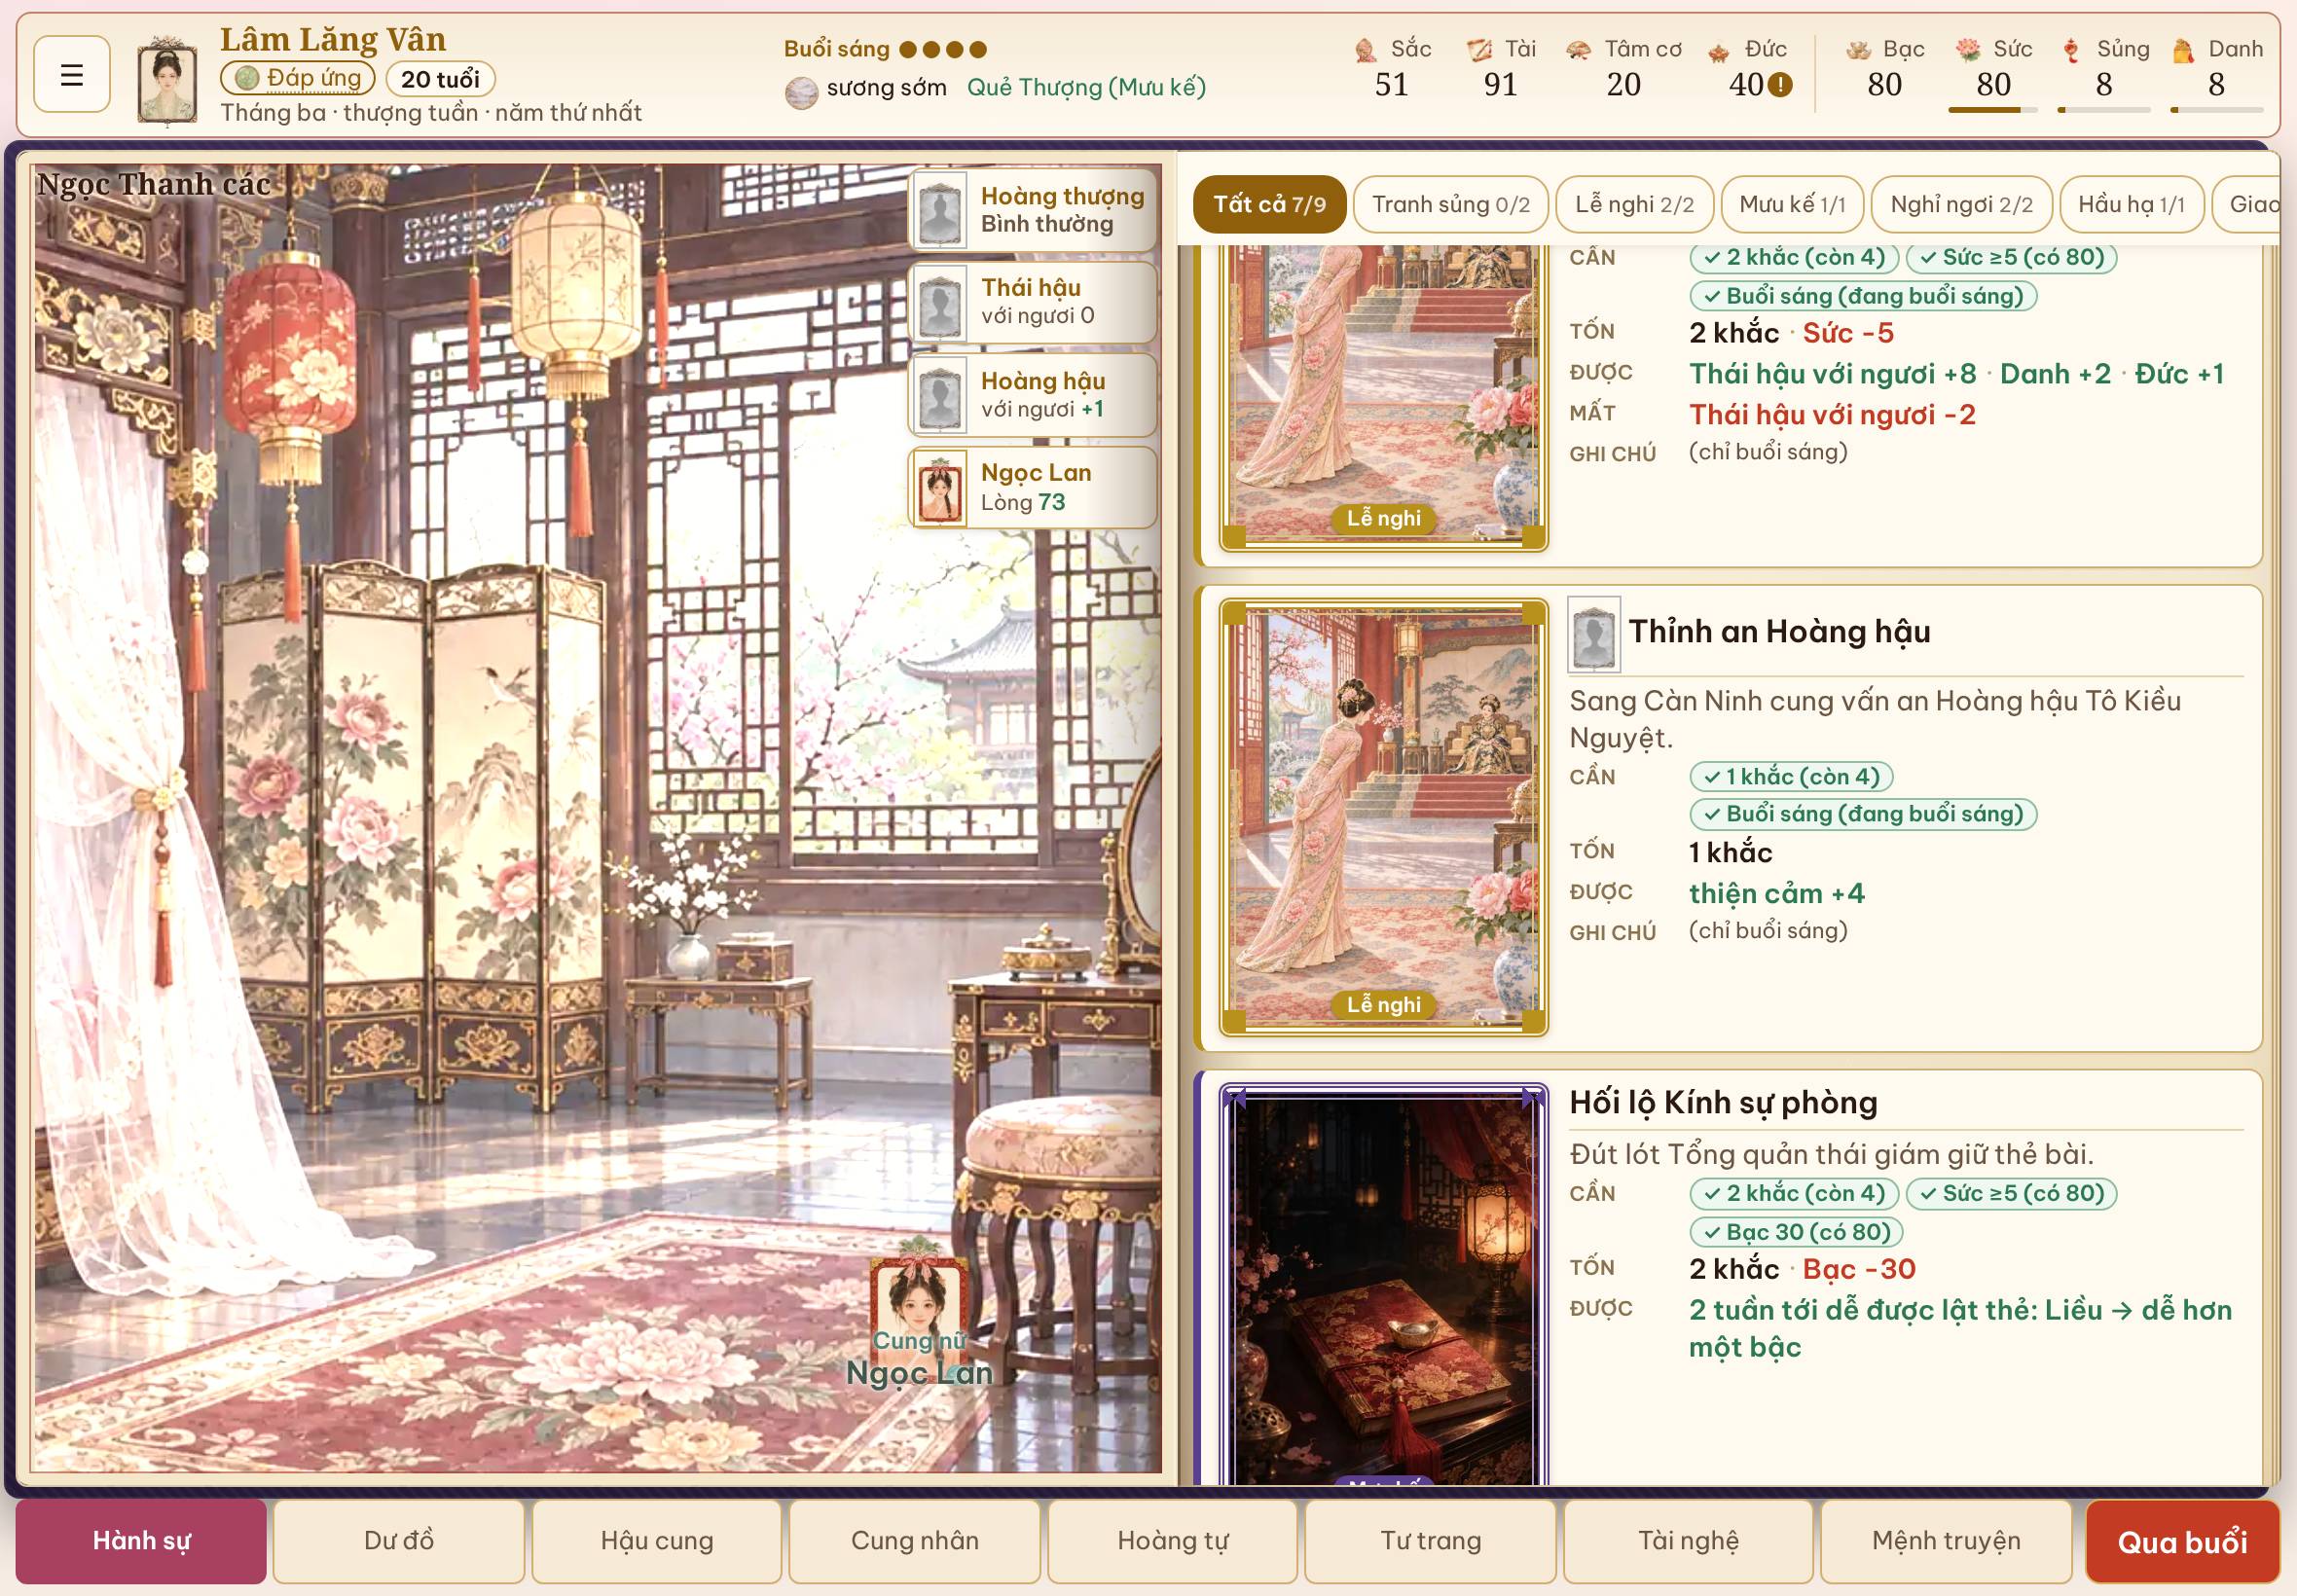 ☰
Lâm Lăng Vân
Đáp ứng
20 tuổi
Tháng ba · thượng tuần · năm thứ nhất
Buổi sáng
sương sớm Quẻ Thượng (Mưu kế)
Sắc 51
Tài 91
Tâm cơ 20
Đức 40 !
Bạc 80
Sức 80
Sủng 8
Danh 8
Ngọc Thanh các
Hoàng thượng
Bình thường
Thái hậu
với ngươi 0
Hoàng hậu
với ngươi +1
Ngọc Lan
Lòng 73
Cung nữ
Ngọc Lan
Tất cả 7/9
Tranh sủng 0/2
Lễ nghi 2/2
Mưu kế 1/1
Nghỉ ngơi 2/2
Hầu hạ 1/1
Giao
Lễ nghi
CẦN ✓ 2 khắc (còn 4) ✓ Sức ≥5 (có 80)
✓ Buổi sáng (đang buổi sáng)
TỐN 2 khắc · Sức -5
ĐƯỢC Thái hậu với ngươi +8 · Danh +2 · Đức +1
MẤT Thái hậu với ngươi -2
GHI CHÚ (chỉ buổi sáng)
Lễ nghi
Thỉnh an Hoàng hậu
Sang Càn Ninh cung vấn an Hoàng hậu Tô Kiều
Nguyệt.
CẦN ✓ 1 khắc (còn 4)
✓ Buổi sáng (đang buổi sáng)
TỐN 1 khắc
ĐƯỢC thiện cảm +4
GHI CHÚ (chỉ buổi sáng)
Hối lộ Kính sự phòng
Đút lót Tổng quản thái giám giữ thẻ bài.
CẦN ✓ 2 khắc (còn 4) ✓ Sức ≥5 (có 80)
✓ Bạc 30 (có 80)
TỐN 2 khắc · Bạc -30
ĐƯỢC 2 tuần tới dễ được lật thẻ: Liều → dễ hơn
một bậc
Hành sự
Dư đồ
Hậu cung
Cung nhân
Hoàng tự
Tư trang
Tài nghệ
Mệnh truyện
Qua buổi